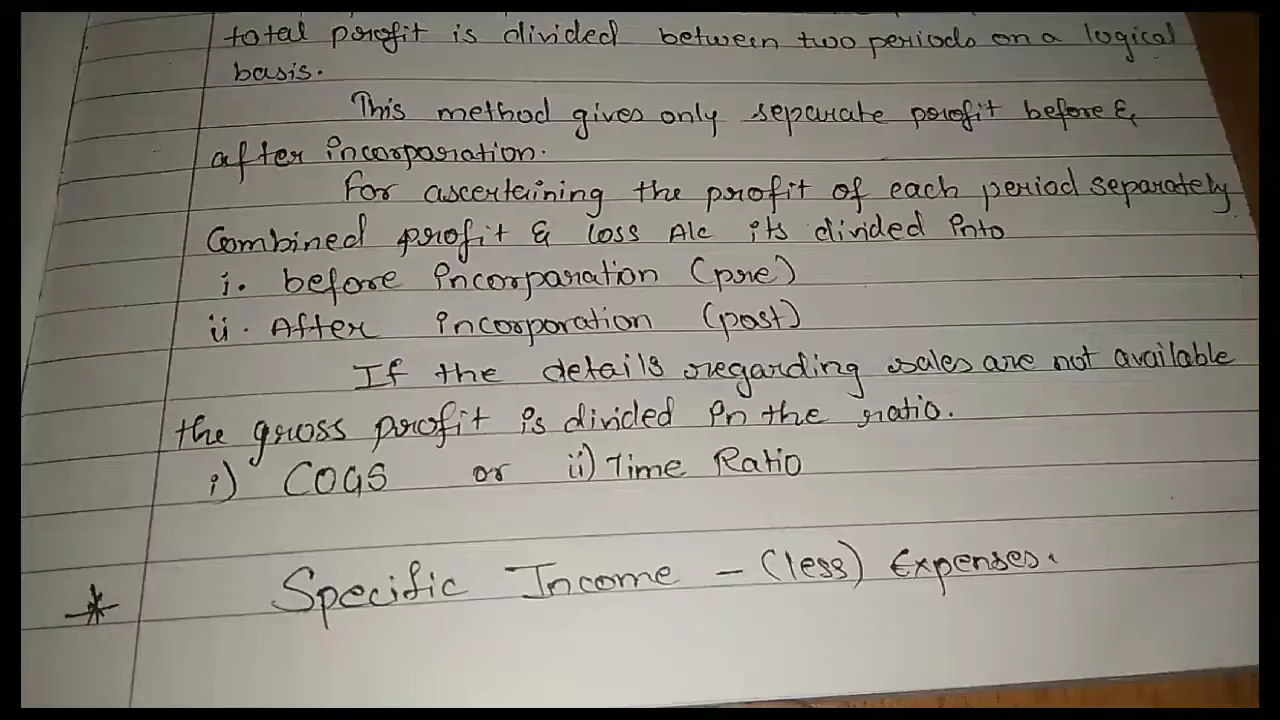 total profit is divided between two periods on a logical
basis.
This method gives only separate profit before &
after incorporation.
For ascertaining the profit of each period separately
Combined profit & loss A/c its divided into
i. before incorporation (pre)
ii. After incorporation (post)
If the details regarding sales are not available
the gross profit is divided in the ratio.
i) COGS or ii) Time Ratio
* Specific Income - (less) Expenses.